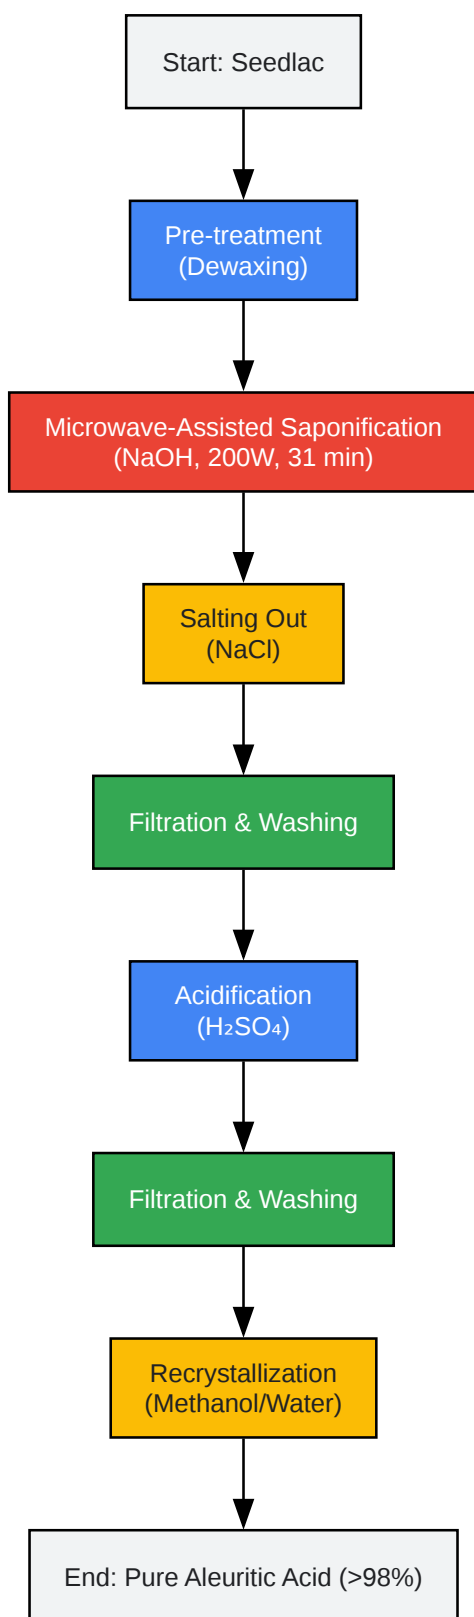 Start: Seedlac
Pre-treatment
(Dewaxing)
Microwave-Assisted Saponification
(NaOH, 200W, 31 min)
Salting Out
(NaCl)
Filtration & Washing
Acidification
(H₂SO₄)
Filtration & Washing
Recrystallization
(Methanol/Water)
End: Pure Aleuritic Acid (>98%)